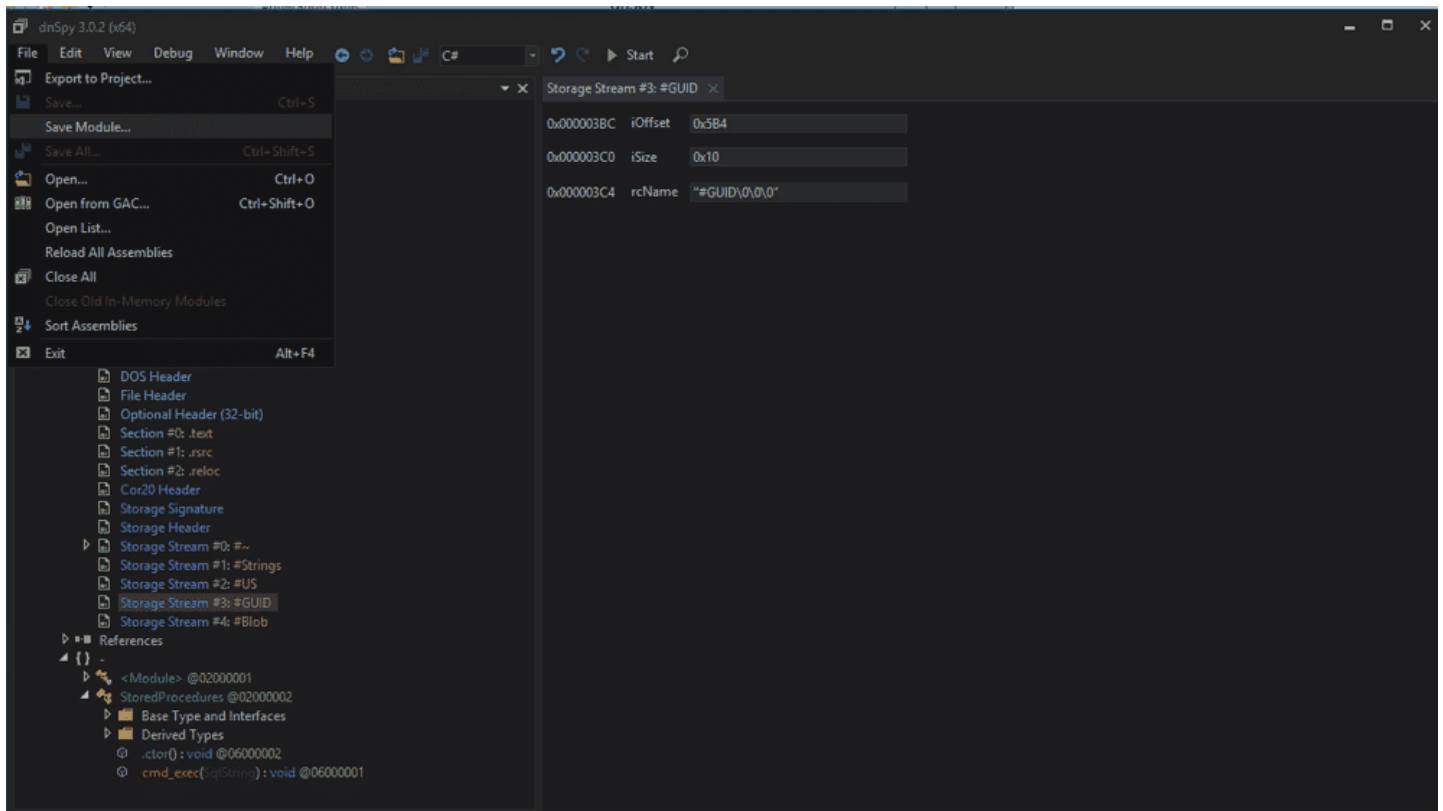 dnSpy 3.0.2 (x64)
File Edit View Debug Window Help C# Start
Export to Project...
Save... Ctrl+S
Save Module...
Save All... Ctrl+Shift+S
Open... Ctrl+O
Open from GAC... Ctrl+Shift+O
Open List...
Reload All Assemblies
Close All
Close Old In-Memory Modules
Sort Assemblies
Exit Alt+F4
Storage Stream #3: #GUID
0x000003BC iOffset 0x5B4
0x000003C0 iSize 0x10
0x000003C4 rcName "#GUID\0\0\0"
DOS Header
File Header
Optional Header (32-bit)
Section #0: .text
Section #1: .rsrc
Section #2: .reloc
Cor20 Header
Storage Signature
Storage Header
Storage Stream #0: #~
Storage Stream #1: #Strings
Storage Stream #2: #US
Storage Stream #3: #GUID
Storage Stream #4: #Blob
References
{ } -
<Module> @02000001
StoredProcedures @02000002
Base Type and Interfaces
Derived Types
.ctor() : void @06000002
cmd_exec(SqlString) : void @06000001